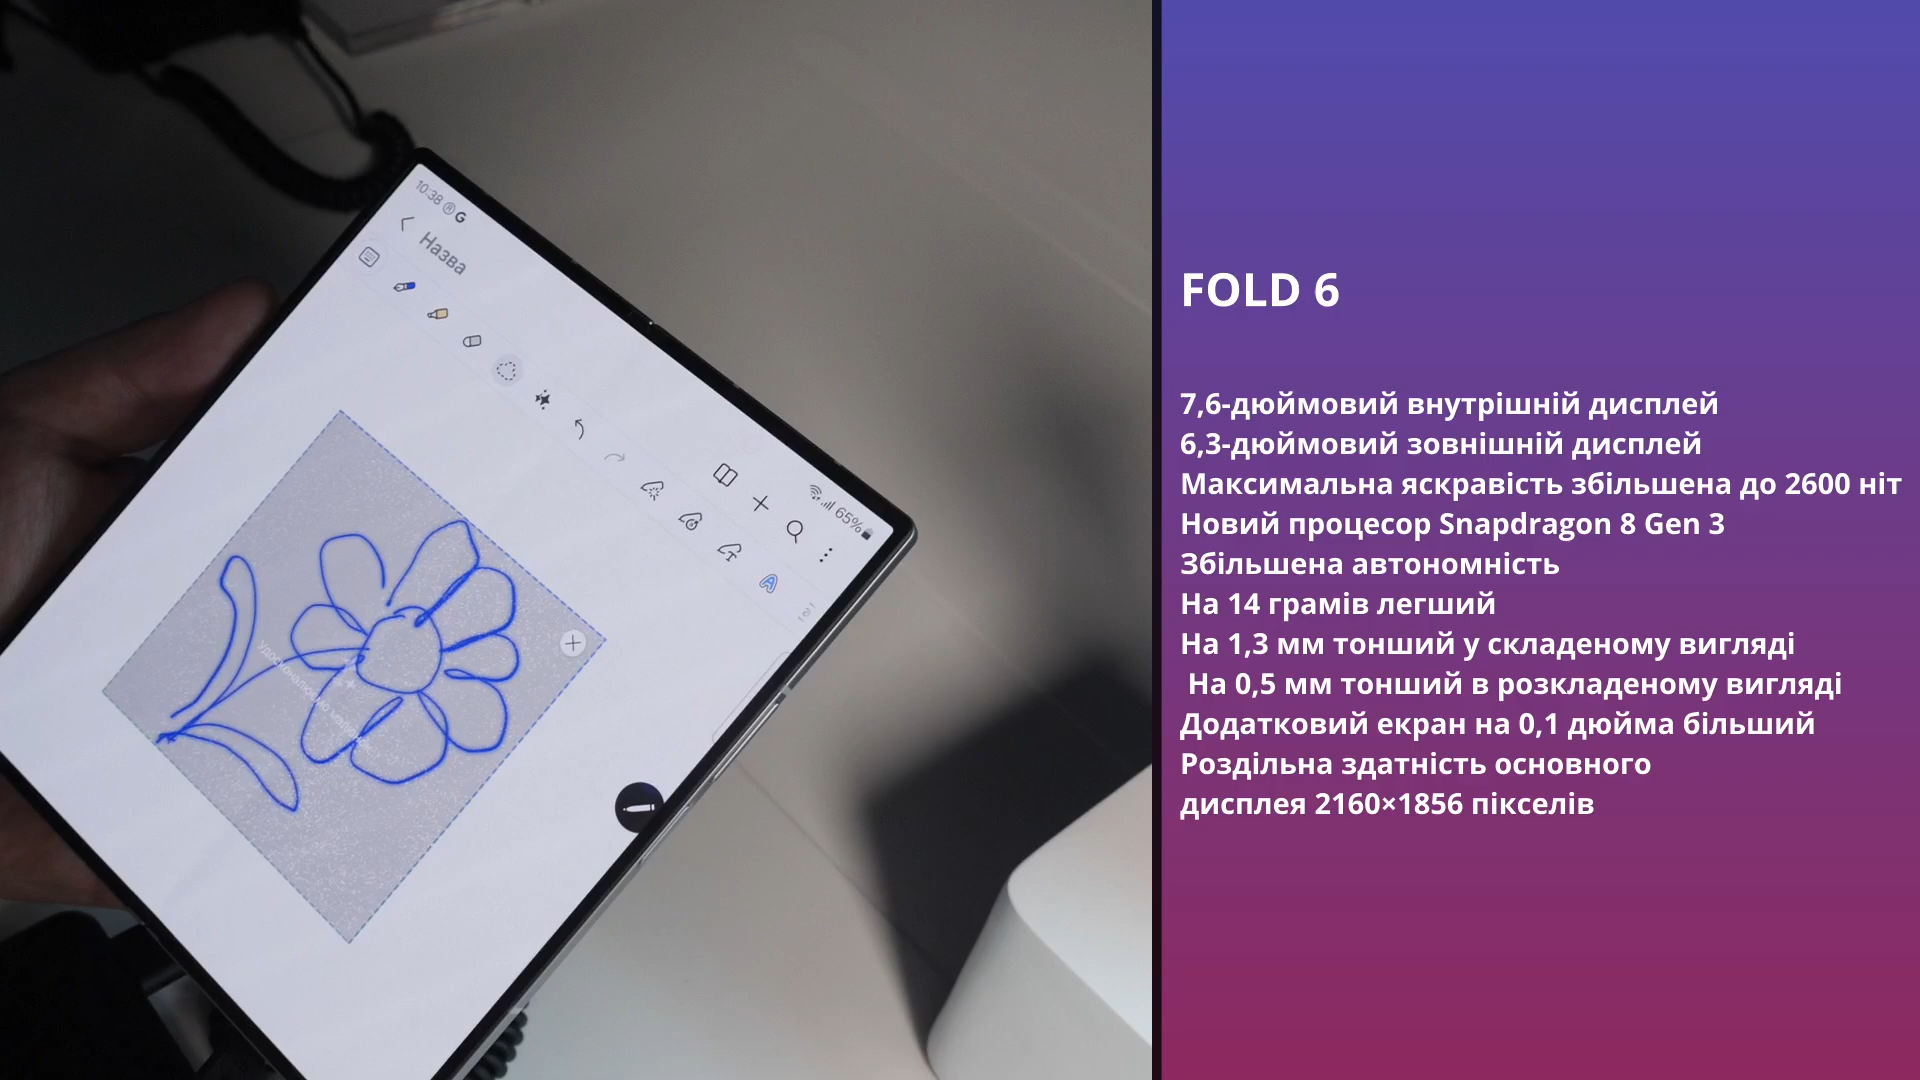 10:38 G
Назва
65%
FOLD 6
7,6-дюймовий внутрішній дисплей
6,3-дюймовий зовнішній дисплей
Максимальна яскравість збільшена до 2600 ніт
Новий процесор Snapdragon 8 Gen 3
Збільшена автономність
На 14 грамів легший
На 1,3 мм тонший у складеному вигляді
На 0,5 мм тонший в розкладеному вигляді
Додатковий екран на 0,1 дюйма більший
Роздільна здатність основного
дисплея 2160×1856 пікселів